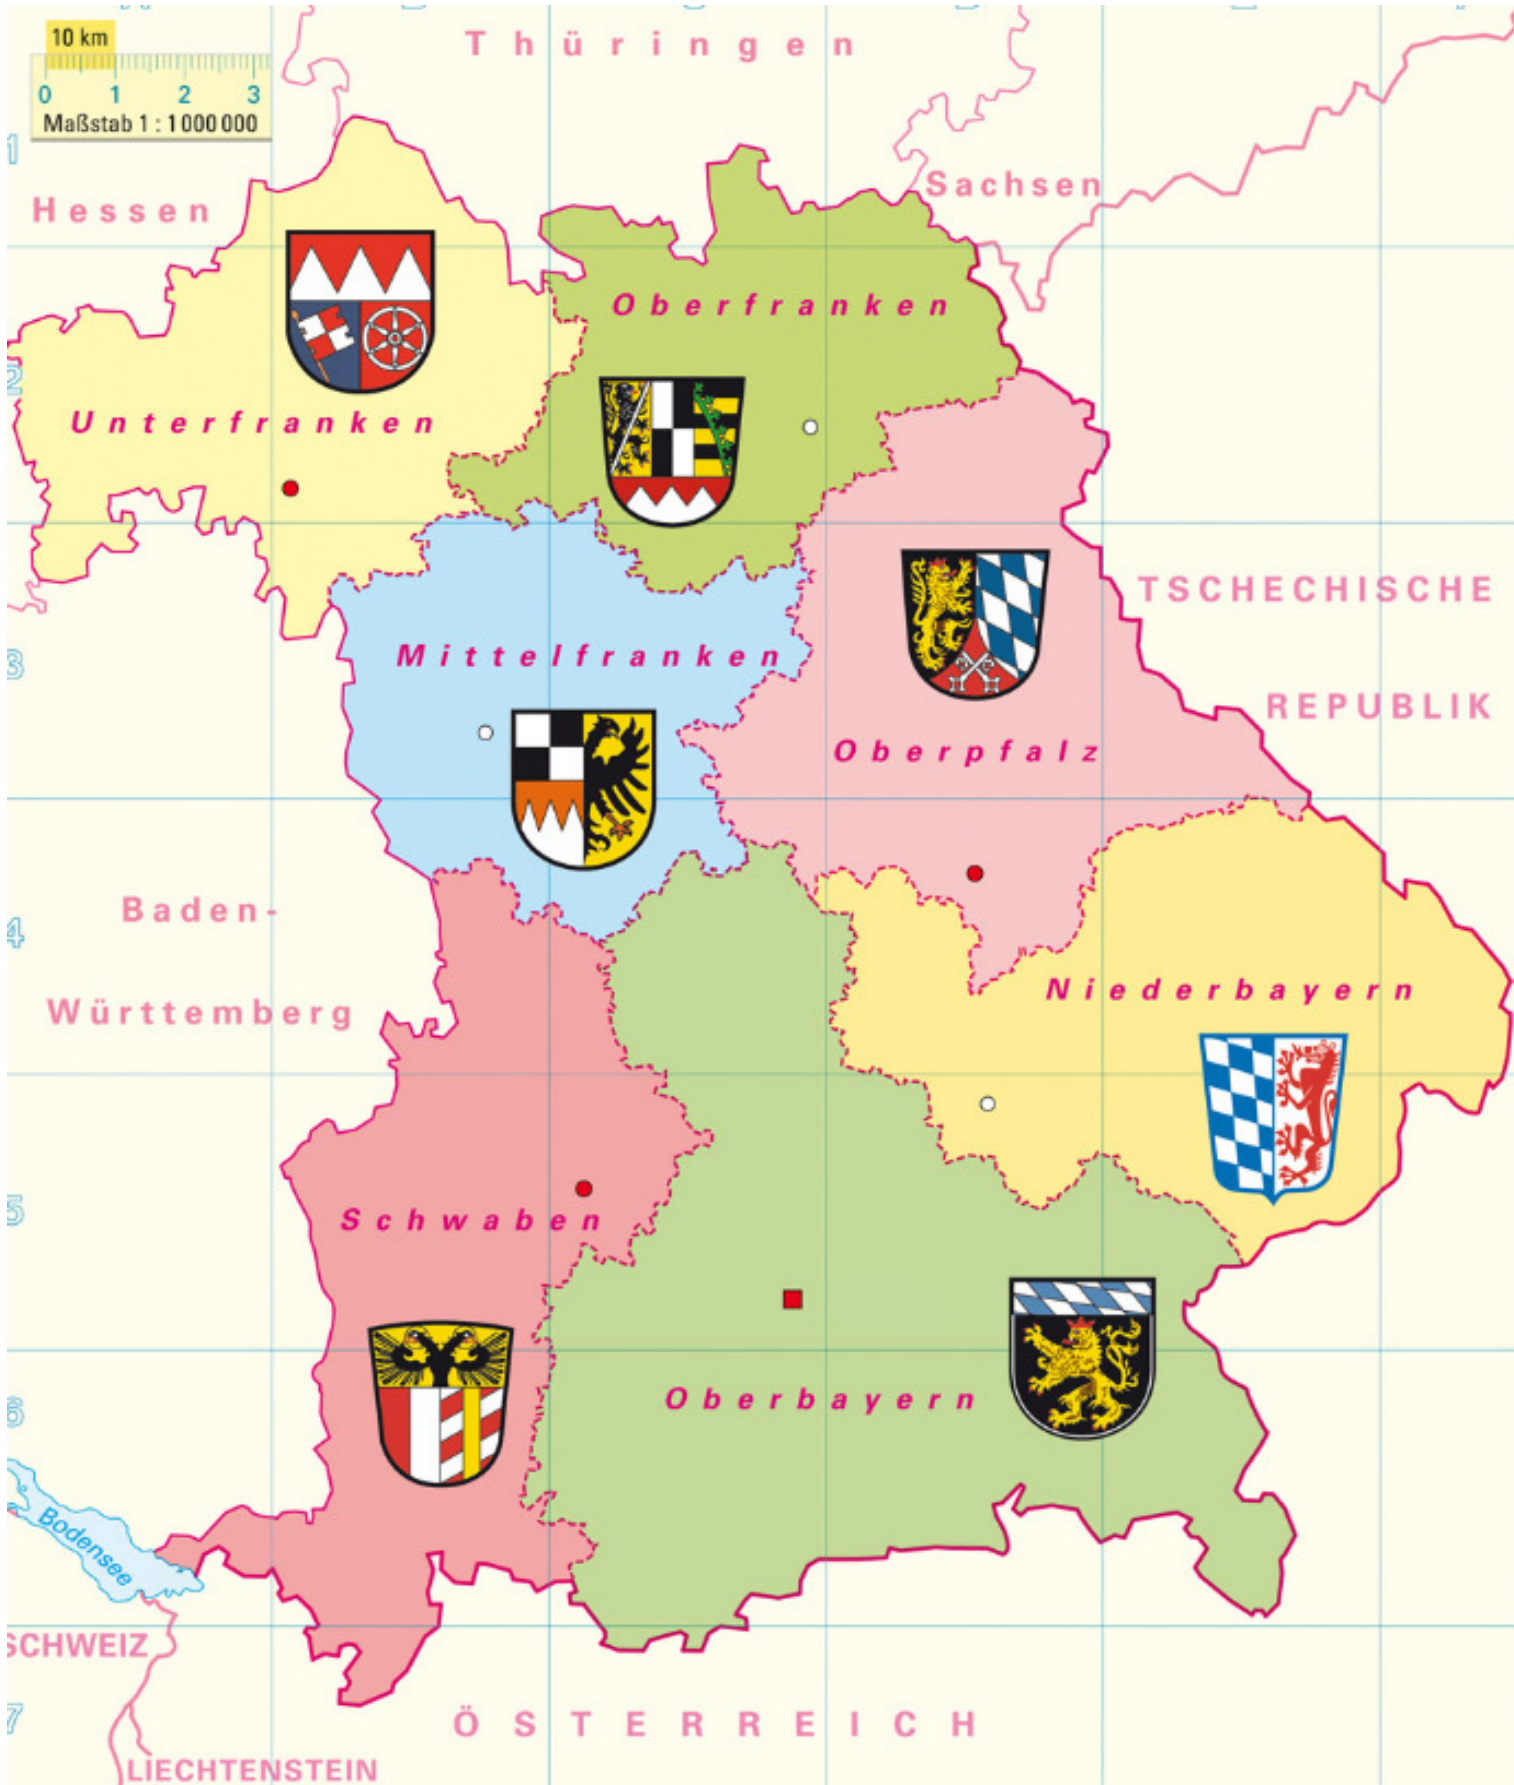 10 km
Thüringen
0 1 2 3
Maßstab 1 : 1 000 000
1
Sachsen
Hessen
Oberfranken
2
Unterfranken
TSCHECHISCHE
Mittelfranken
3
REPUBLIK
Oberpfalz
Baden-
4
Niederbayern
Württemberg
5
Schwaben
Oberbayern
6
Bodensee
SCHWEIZ
7
ÖSTERREICH
LIECHTENSTEIN